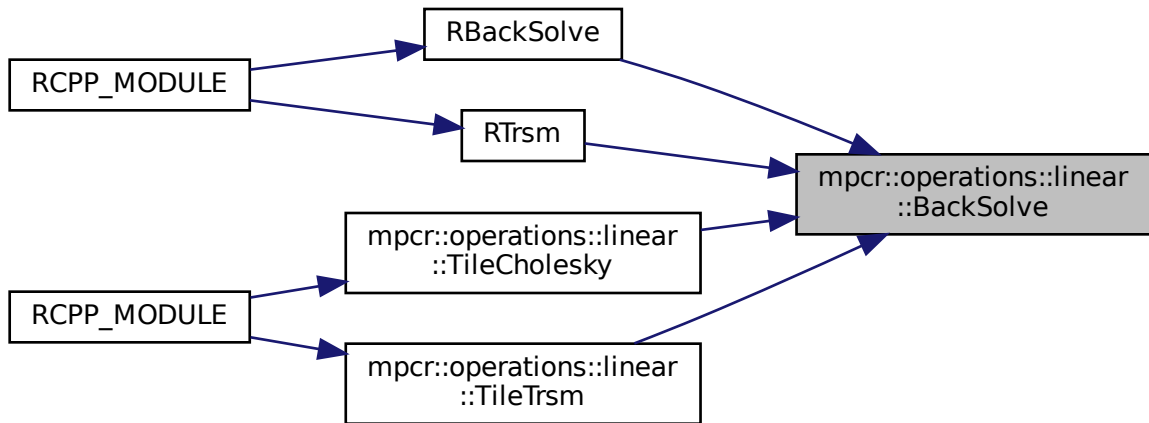 RBackSolve
RCPP_MODULE
RTrsm
mpcr::operations::linear
::BackSolve
mpcr::operations::linear
::TileCholesky
RCPP_MODULE
mpcr::operations::linear
::TileTrsm